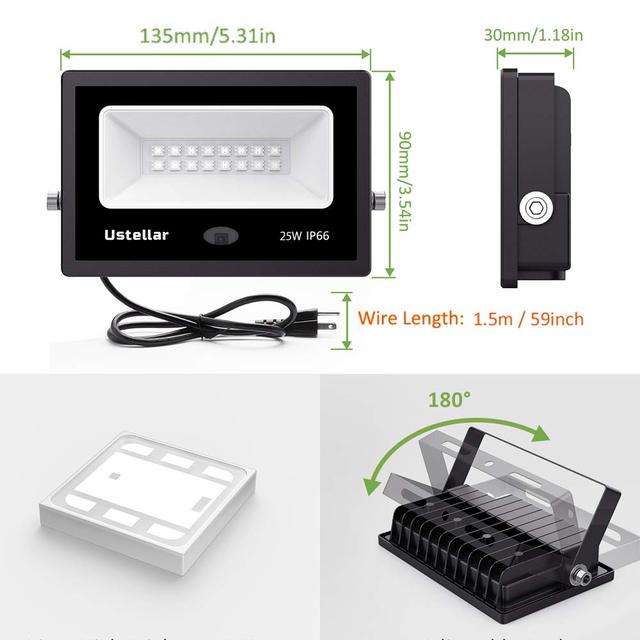 135mm/5.31in
30mm/1.18in
90mm/3.54in
Ustellar
25W IP66
Wire Length: 1.5m / 59inch
180°